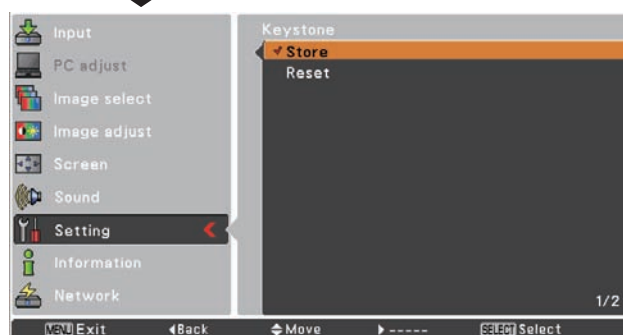 Input
PC adjust
Image select
Image adjust
Screen
Sound
Setting
Information
Network
Keystone
Store
Reset
1/2
MENU Exit ◀Back Move ▶----- SELECT Select